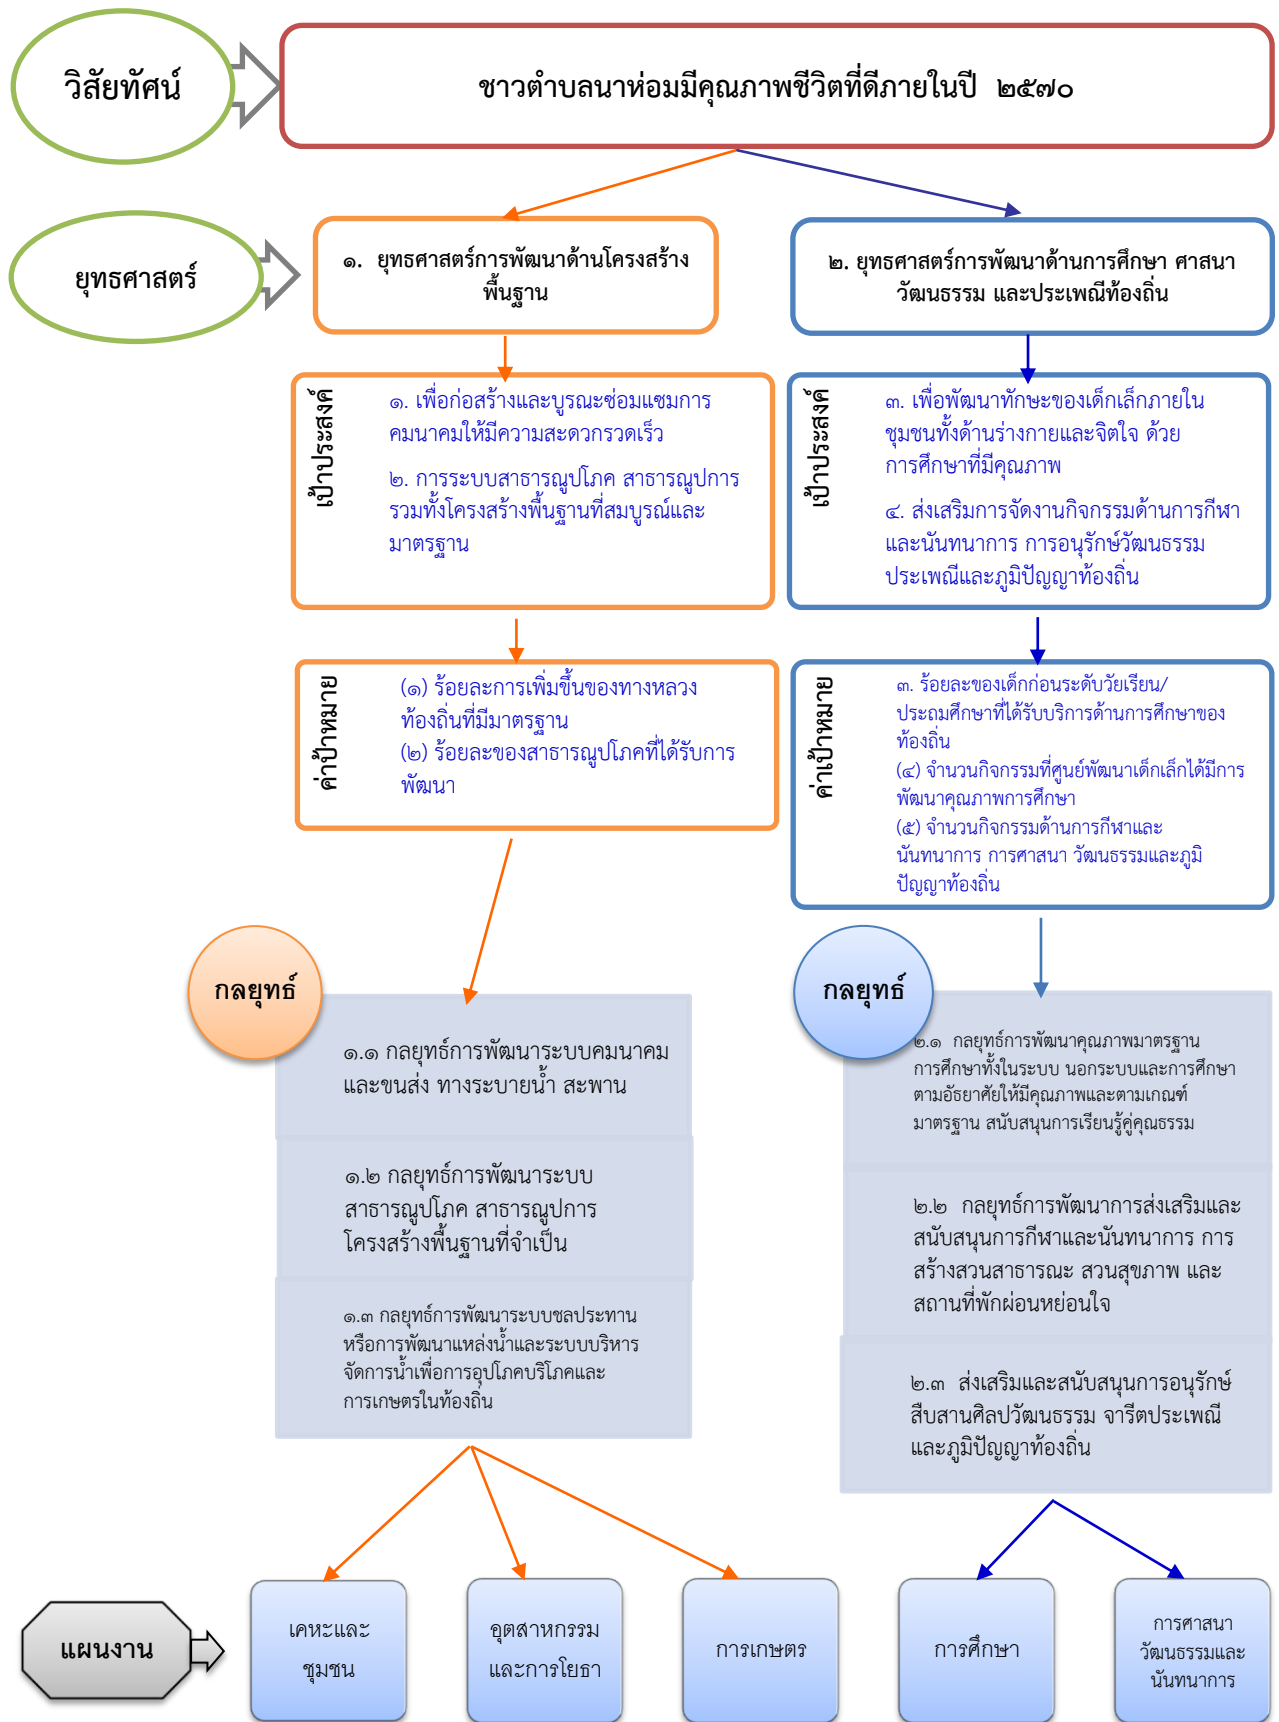 วิสัยทัศน์
ชาวตำบลนาห่อมมีคุณภาพชีวิตที่ดีภายในปี ๒๕๗๐
ยุทธศาสตร์
๑. ยุทธศาสตร์การพัฒนาด้านโครงสร้าง
พื้นฐาน
๒. ยุทธศาสตร์การพัฒนาด้านการศึกษา ศาสนา
วัฒนธรรม และประเพณีท้องถิ่น
เป้าประสงค์
๑. เพื่อก่อสร้างและบูรณะซ่อมแซมการ
คมนาคมให้มีความสะดวกรวดเร็ว
๒. การระบบสาธารณูปโภค สาธารณูปการ
รวมทั้งโครงสร้างพื้นฐานที่สมบูรณ์และ
มาตรฐาน
เป้าประสงค์
๓. เพื่อพัฒนาทักษะของเด็กเล็กภายใน
ชุมชนทั้งด้านร่างกายและจิตใจ ด้วย
การศึกษาที่มีคุณภาพ
๔. ส่งเสริมการจัดงานกิจกรรมด้านการกีฬา
และนันทนาการ การอนุรักษ์วัฒนธรรม
ประเพณีและภูมิปัญญาท้องถิ่น
ค่าป้าหมาย
(๑) ร้อยละการเพิ่มขึ้นของทางหลวง
ท้องถิ่นที่มีมาตรฐาน
(๒) ร้อยละของสาธารณูปโภคที่ได้รับการ
พัฒนา
ค่าเป้าหมาย
๓. ร้อยละของเด็กก่อนระดับวัยเรียน/
ประถมศึกษาที่ได้รับบริการด้านการศึกษาของ
ท้องถิ่น
(๔) จำนวนกิจกรรมที่ศูนย์พัฒนาเด็กเล็กได้มีการ
พัฒนาคุณภาพการศึกษา
(๕) จำนวนกิจกรรมด้านการกีฬาและ
นันทนาการ การศาสนา วัฒนธรรมและภูมิ
ปัญญาท้องถิ่น
กลยุทธ์
๑.๑ กลยุทธ์การพัฒนาระบบคมนาคม
และขนส่ง ทางระบายน้ำ สะพาน
๑.๒ กลยุทธ์การพัฒนาระบบ
สาธารณูปโภค สาธารณูปการ
โครงสร้างพื้นฐานที่จำเป็น
๑.๓ กลยุทธ์การพัฒนาระบบชลประทาน
หรือการพัฒนาแหล่งน้ำและระบบบริหาร
จัดการน้ำเพื่อการอุปโภคบริโภคและ
การเกษตรในท้องถิ่น
กลยุทธ์
๒.๑ กลยุทธ์การพัฒนาคุณภาพมาตรฐาน
การศึกษาทั้งในระบบ นอกระบบและการศึกษา
ตามอัธยาศัยให้มีคุณภาพและตามเกณฑ์
มาตรฐาน สนับสนุนการเรียนรู้คู่คุณธรรม
๒.๒ กลยุทธ์การพัฒนาการส่งเสริมและ
สนับสนุนการกีฬาและนันทนาการ การ
สร้างสวนสาธารณะ สวนสุขภาพ และ
สถานที่พักผ่อนหย่อนใจ
๒.๓ ส่งเสริมและสนับสนุนการอนุรักษ์
สืบสานศิลปวัฒนธรรม จารีตประเพณี
และภูมิปัญญาท้องถิ่น
แผนงาน
เคหะและ
ชุมชน
อุตสาหกรรม
และการโยธา
การเกษตร
การศึกษา
การศาสนา
วัฒนธรรมและ
นันทนาการ